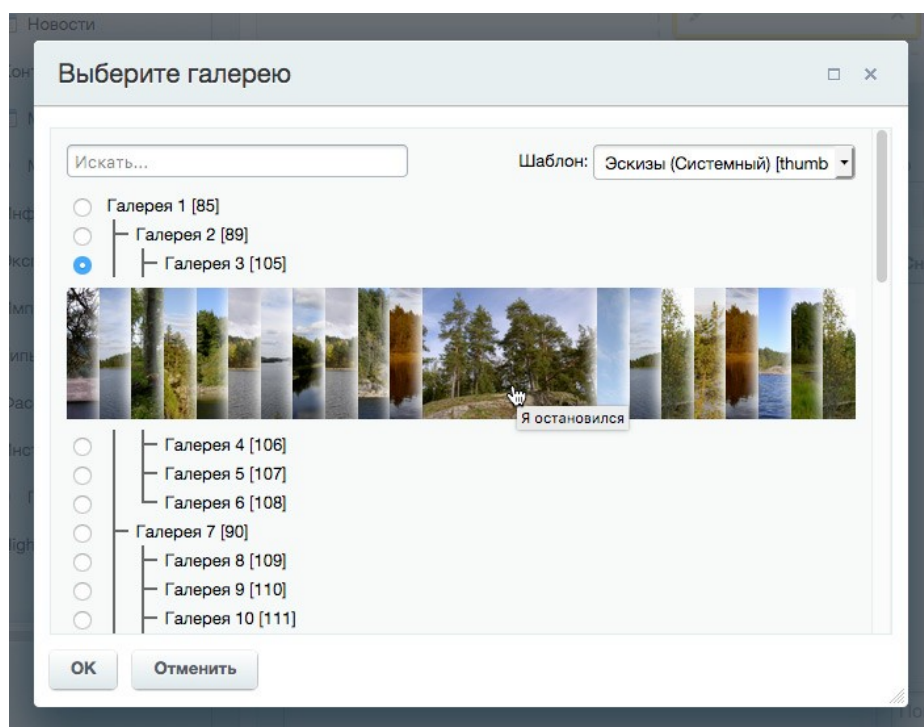 Новости
Выберите галерею
Искать...
Шаблон: Эскизы (Системный) [thumb
Галерея 1 [85]
Галерея 2 [89]
Галерея 3 [105]
Я остановился
Галерея 4 [106]
Галерея 5 [107]
Галерея 6 [108]
Галерея 7 [90]
Галерея 8 [109]
Галерея 9 [110]
Галерея 10 [111]
ОК Отменить